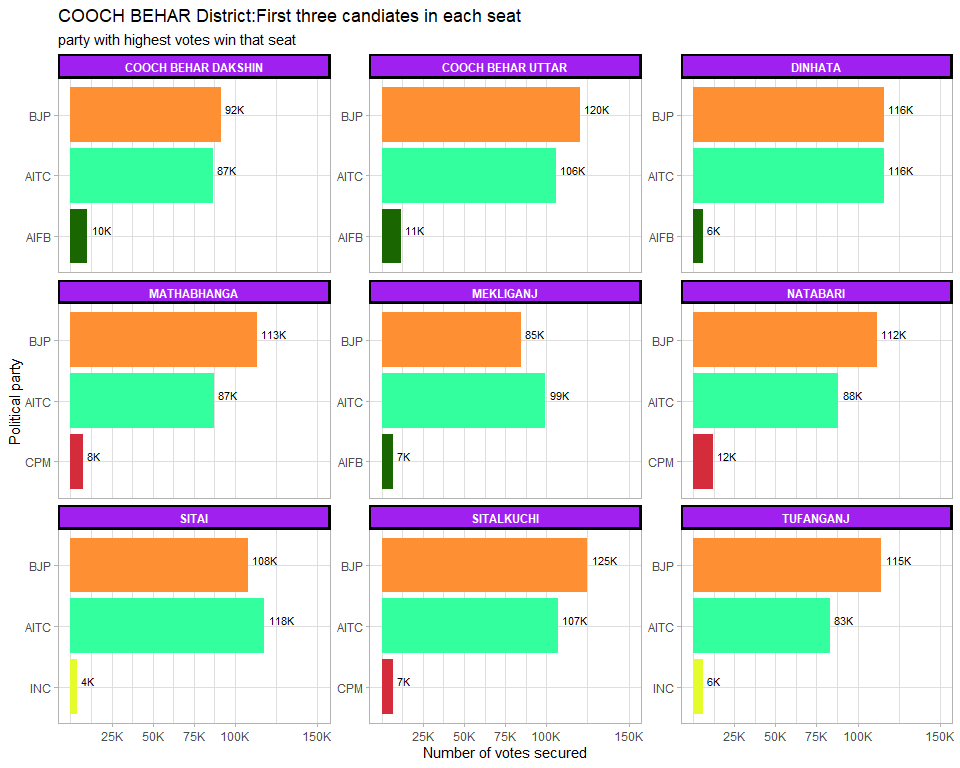 COOCH BEHAR District:First three candiates in each seat
party with highest votes win that seat
COOCH BEHAR DAKSHIN
BJP 92K
AITC 87K
AIFB 10K
COOCH BEHAR UTTAR
BJP 120K
AITC 106K
AIFB 11K
DINHATA
BJP 116K
AITC 116K
AIFB 6K
Political party
MATHABHANGA
BJP 113K
AITC 87K
CPM 8K
MEKLIGANJ
BJP 85K
AITC 99K
AIFB 7K
NATABARI
BJP 112K
AITC 88K
CPM 12K
SITAI
BJP 108K
AITC 118K
INC 4K
SITALKUCHI
BJP 125K
AITC 107K
CPM 7K
TUFANGANJ
BJP 115K
AITC 83K
INC 6K
25K 50K 75K 100K 150K
25K 50K 75K 100K 150K
25K 50K 75K 100K 150K
Number of votes secured